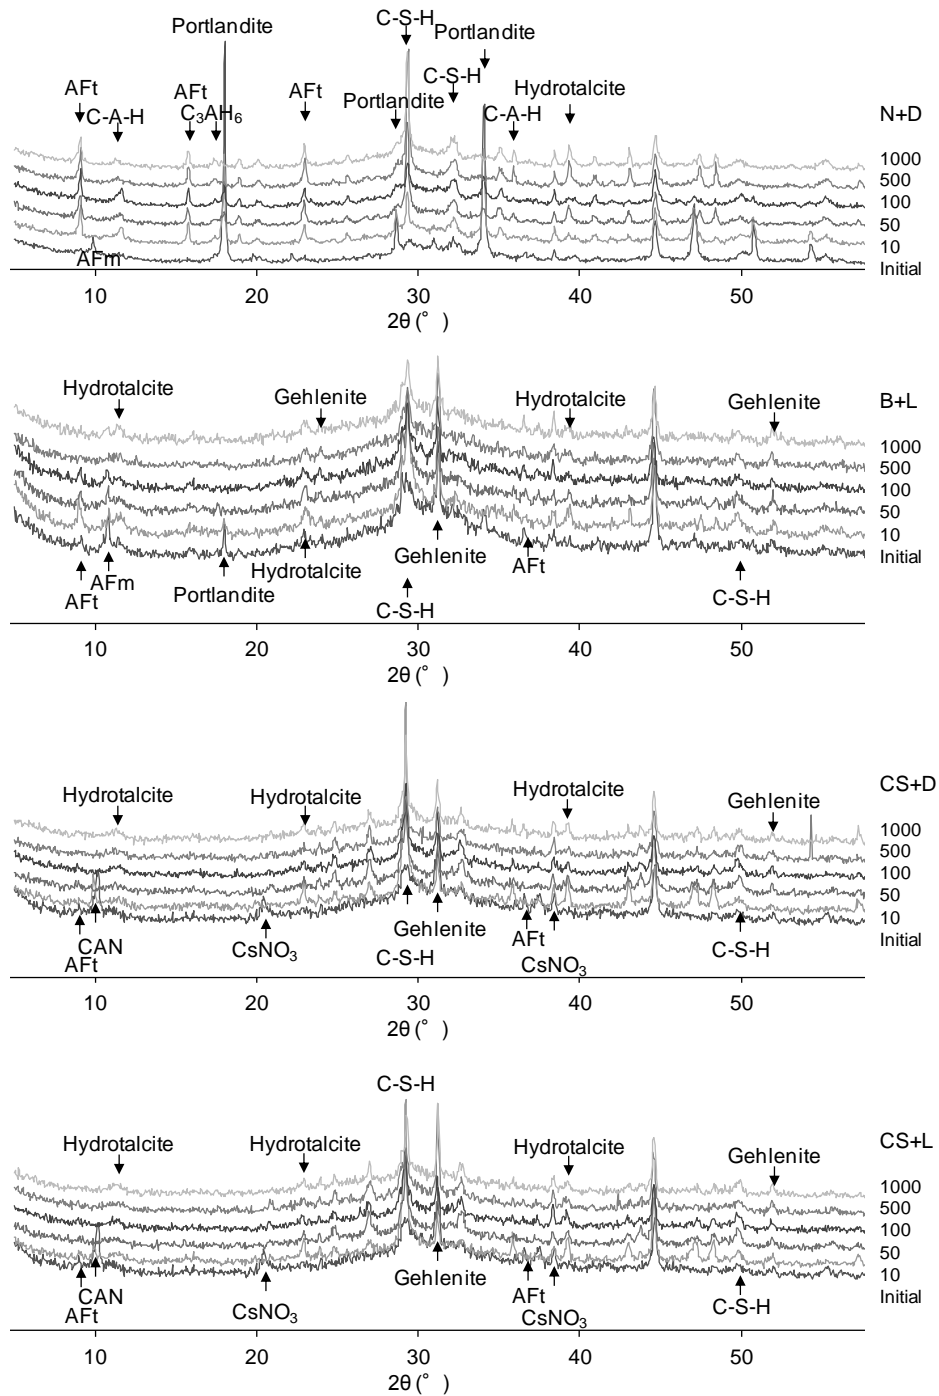 C-S-H
Portlandite
Portlandite
C-S-H
AFt
AFt
AFt
Hydrotalcite
Portlandite
C-A-H
C₃AH₆
C-A-H
N+D
1000
500
100
50
10
Initial
AFm
10 20 30 40 50
2θ (° )
Hydrotalcite
Gehlenite
Hydrotalcite
Gehlenite
B+L
1000
500
100
50
10
Initial
AFt
AFm
Portlandite
Hydrotalcite
C-S-H
Gehlenite
AFt
C-S-H
10 20 30 40 50
2θ (° )
Hydrotalcite
Hydrotalcite
Hydrotalcite
Gehlenite
CS+D
1000
500
100
50
10
Initial
CAN
AFt
CsNO₃
Gehlenite
C-S-H
AFt
CsNO₃
C-S-H
10 20 30 40 50
2θ (° )
C-S-H
Hydrotalcite
Hydrotalcite
Hydrotalcite
Gehlenite
CS+L
1000
500
100
50
10
Initial
CAN
AFt
CsNO₃
Gehlenite
AFt
CsNO₃
C-S-H
10 20 30 40 50
2θ (° )